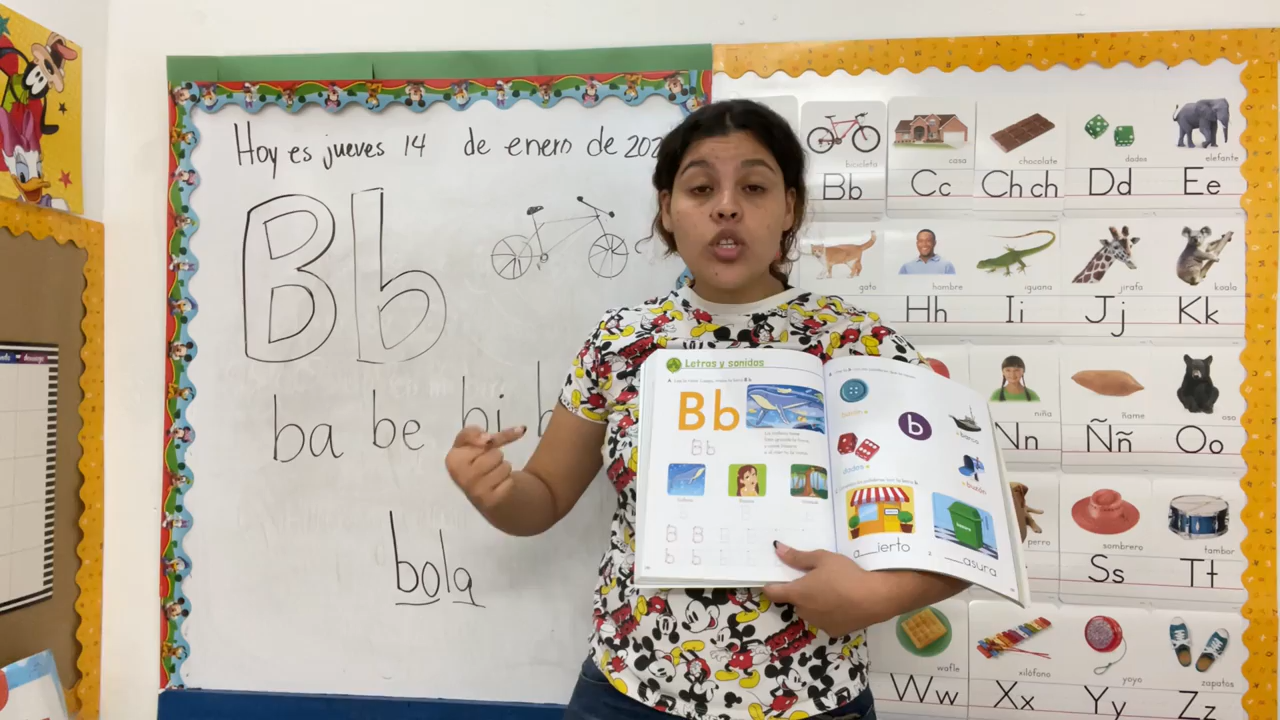 Hoy es jueves 14 de enero de 202
Bb
ba be bi b
bola
bicicleta
Bb
casa
Cc
chocolate
Ch ch
dados
Dd
elefante
Ee
gato
hombre
Hh
iguana
Ii
jirafa
Jj
koala
Kk
niña
Nn
ñame
Ññ
oso
Oo
perro
sombrero
Ss
tambor
Tt
wafle
Ww
xilófono
Xx
yoyo
Yy
zapatos
Zz
Letras y sonidos
Bb
Bb
B B
b b
b
barco
a__ierto
__asura